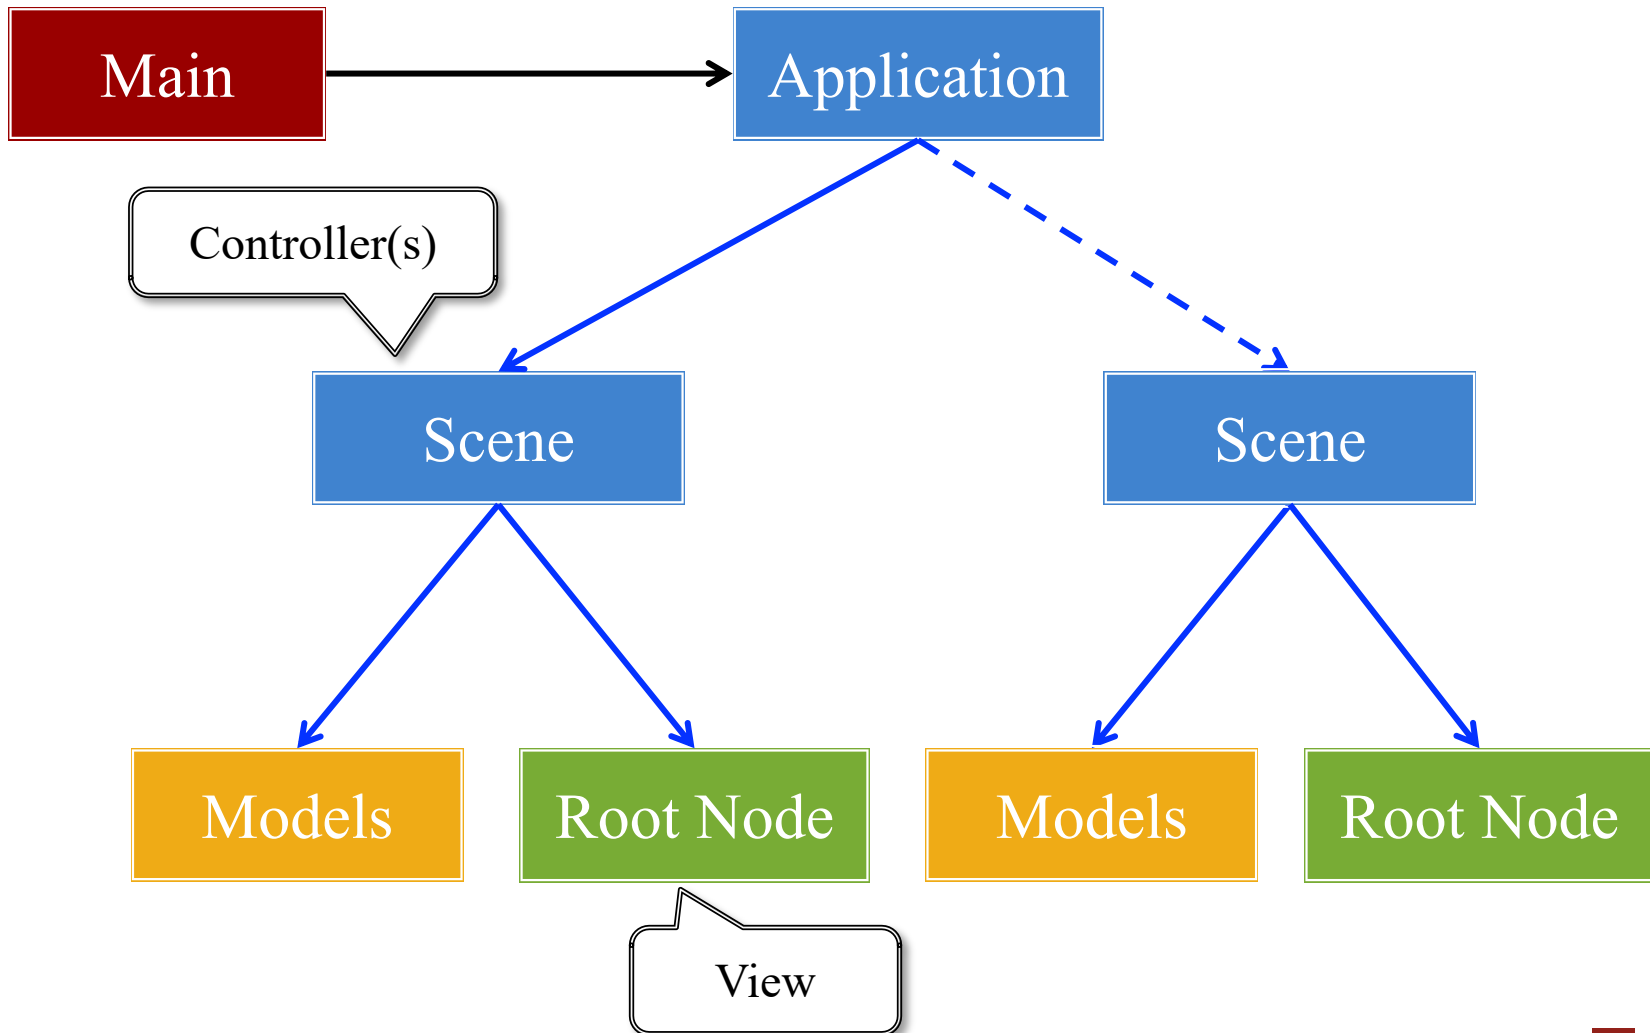 Main
Application
Controller(s)
Scene
Scene
Models
Root Node
Models
Root Node
View